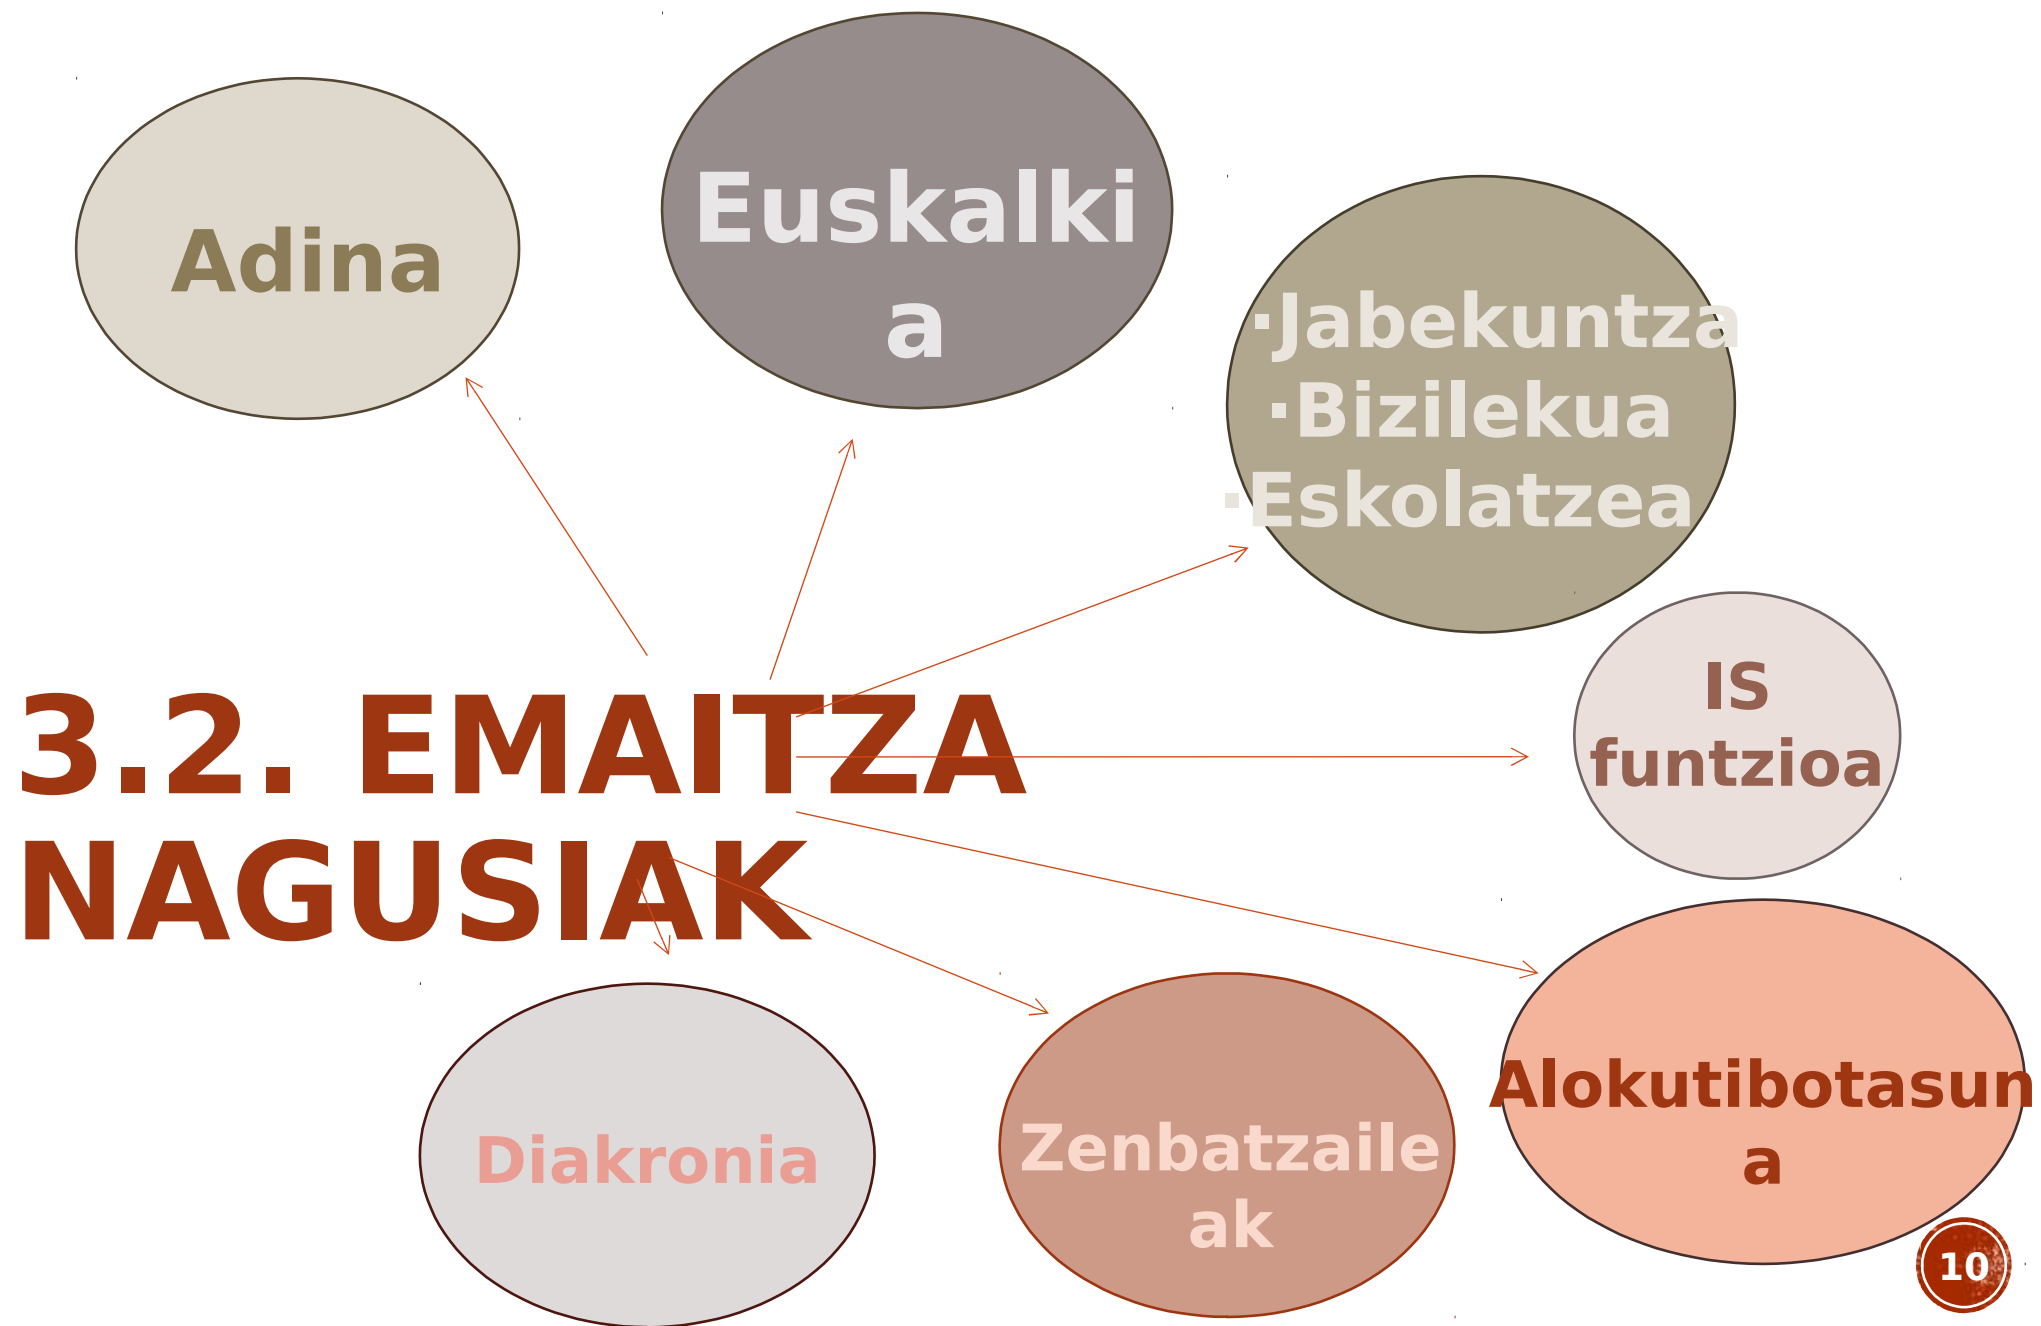 Adina
Euskalki
a
▪Jabekuntza
▪Bizilekua
▪Eskolatzea
IS
funtzioa
3.2. EMAITZA
NAGUSIAK
Alokutibotasun
a
Diakronia
Zenbatzaile
ak
10